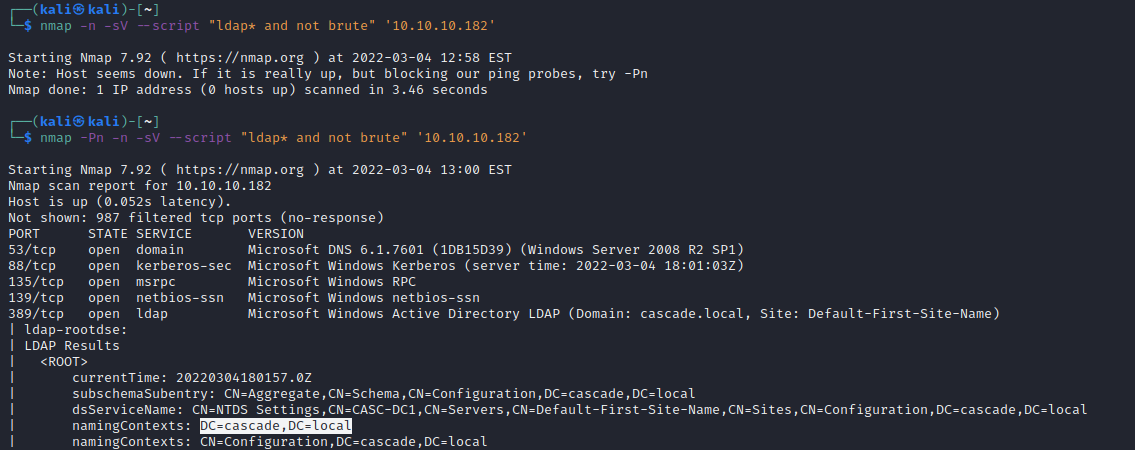 ┌──(kali㉿kali)-[~]
└─$ nmap -n -sV --script "ldap* and not brute" '10.10.10.182'
Starting Nmap 7.92 ( https://nmap.org ) at 2022-03-04 12:58 EST
Note: Host seems down. If it is really up, but blocking our ping probes, try -Pn
Nmap done: 1 IP address (0 hosts up) scanned in 3.46 seconds
┌──(kali㉿kali)-[~]
└─$ nmap -Pn -n -sV --script "ldap* and not brute" '10.10.10.182'
Starting Nmap 7.92 ( https://nmap.org ) at 2022-03-04 13:00 EST
Nmap scan report for 10.10.10.182
Host is up (0.052s latency).
Not shown: 987 filtered tcp ports (no-response)
PORT STATE SERVICE VERSION
53/tcp open domain Microsoft DNS 6.1.7601 (1DB15D39) (Windows Server 2008 R2 SP1)
88/tcp open kerberos-sec Microsoft Windows Kerberos (server time: 2022-03-04 18:01:03Z)
135/tcp open msrpc Microsoft Windows RPC
139/tcp open netbios-ssn Microsoft Windows netbios-ssn
389/tcp open ldap Microsoft Windows Active Directory LDAP (Domain: cascade.local, Site: Default-First-Site-Name)
| ldap-rootdse:
| LDAP Results
| <ROOT>
| currentTime: 20220304180157.0Z
| subschemaSubentry: CN=Aggregate,CN=Schema,CN=Configuration,DC=cascade,DC=local
| dsServiceName: CN=NTDS Settings,CN=CASC-DC1,CN=Servers,CN=Default-First-Site-Name,CN=Sites,CN=Configuration,DC=cascade,DC=local
| namingContexts: DC=cascade,DC=local
| namingContexts: CN=Configuration,DC=cascade,DC=local